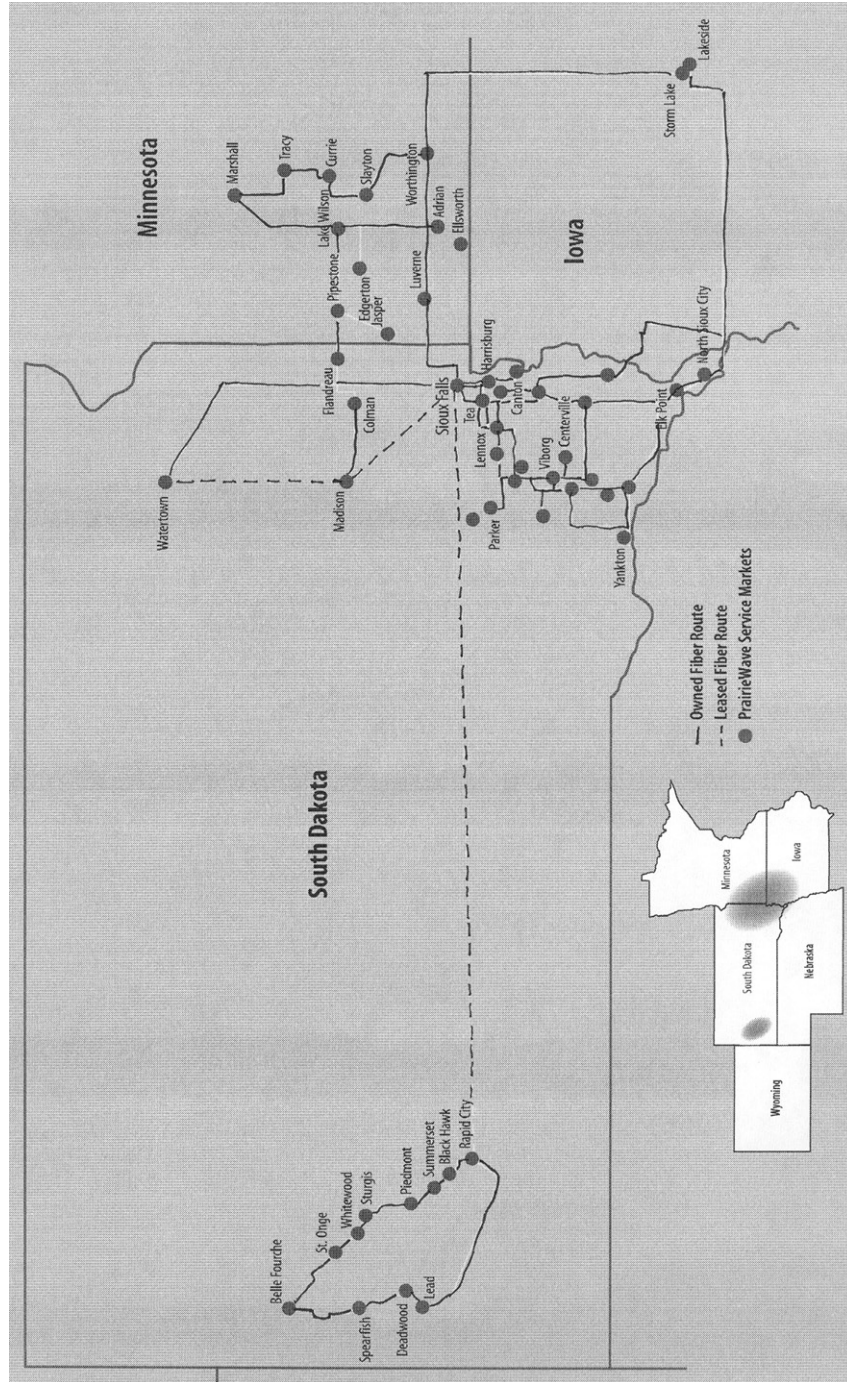 Minnesota
Marshall
Tracy
Currie
Lake Wilson
Slayton
Worthington
Adrian
Ellsworth
Pipestone
Edgerton
Jasper
Luverne
Flandreau
Colman
Watertown
Madison
Sioux Falls
Harrisburg
Tea
Lennox
Canton
Centerville
Viborg
Parker
Yankton
Elk Point
North Sioux City
Iowa
Storm Lake
Lakeside
South Dakota
Belle Fourche
St. Onge
Whitewood
Sturgis
Piedmont
Summerset
Black Hawk
Rapid City
Spearfish
Deadwood
Lead
Owned Fiber Route
Leased Fiber Route
PrairieWave Service Markets
Minnesota
South Dakota
Iowa
Nebraska
Wyoming